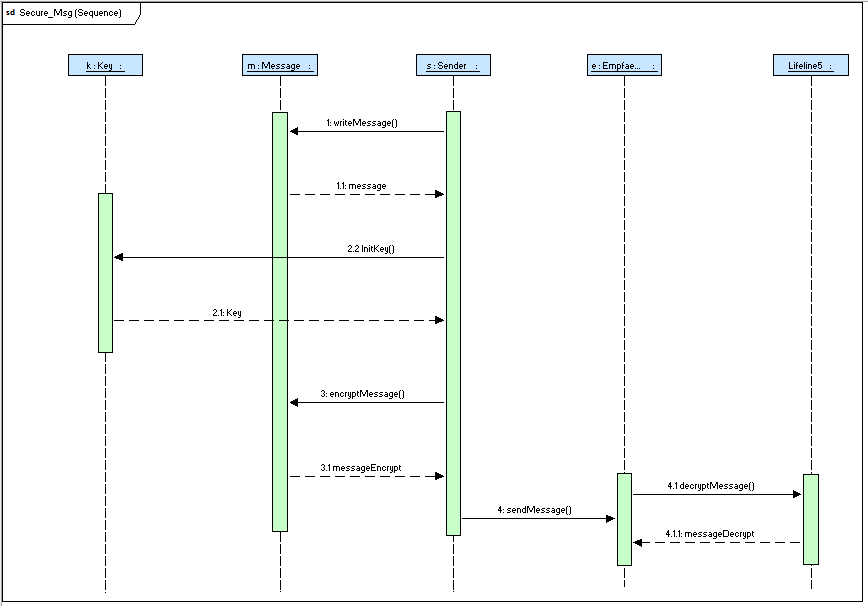 sd Secure_Msg (Sequence)
k : Key :
m : Message :
s : Sender :
e : Empfae... :
Lifeline5 :
1: writeMessage()
1.1: message
2.2 InitKey()
2.1: Key
3: encryptMessage()
3.1 messageEncrypt
4.1 decryptMessage()
4: sendMessage()
4.1.1: messageDecrypt